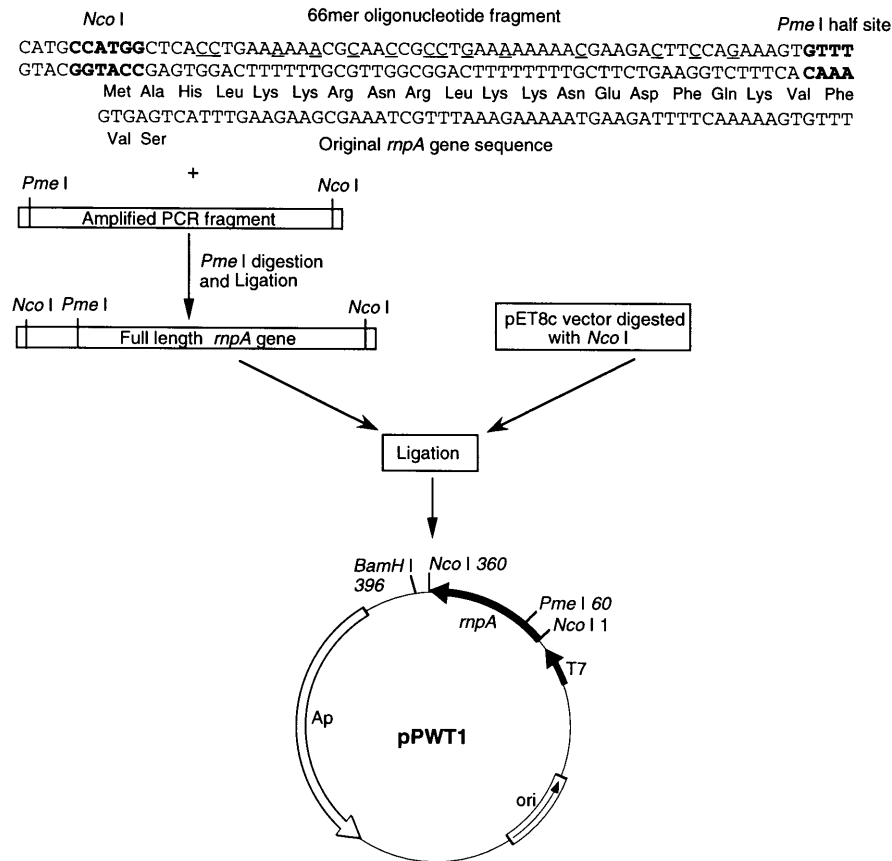 Nco I
66mer oligonucleotide fragment
Pme I half site
CATGCCATGGCTCACCTGAAAAAACGCAACCGCCTGAAAAAAAACGAAGACTTCCAGAAAGTGTTT
GTACGGTACCGAGTGGACTTTTTTGCGTTGGCGGACTTTTTTTTGCTTCTGAAGGTCTTTCACAAA
Met Ala His Leu Lys Lys Arg Asn Arg Leu Lys Lys Asn Glu Asp Phe Gln Lys Val Phe
GTGAGTCATTTGAAGAAGCGAAATCGTTTAAAGAAAAATGAAGATTTTCAAAAAGTGTTT
Val Ser
Original rnpA gene sequence
+
Pme I
Nco I
Amplified PCR fragment
Pme I digestion
and Ligation
Nco I Pme I
Nco I
Full length rnpA gene
pET8c vector digested
with Nco I
Ligation
BamH I
396
Nco I 360
Pme I 60
Nco I 1
rnpA
T7
Ap
pPWT1
ori